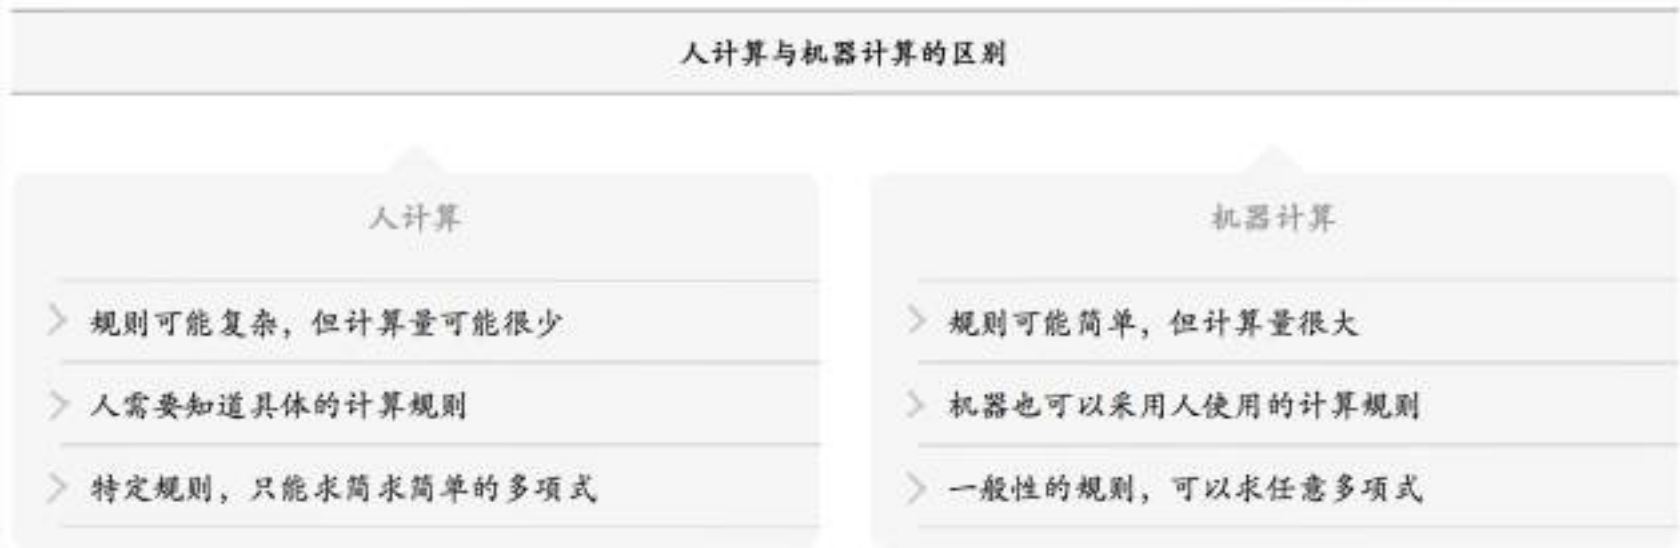 人计算与机器计算的区别
人计算
规则可能复杂，但计算量可能很少
人需要知道具体的计算规则
特定规则，只能求简求简单的多项式
机器计算
规则可能简单，但计算量很大
机器也可以采用人使用的计算规则
一般性的规则，可以求任意多项式